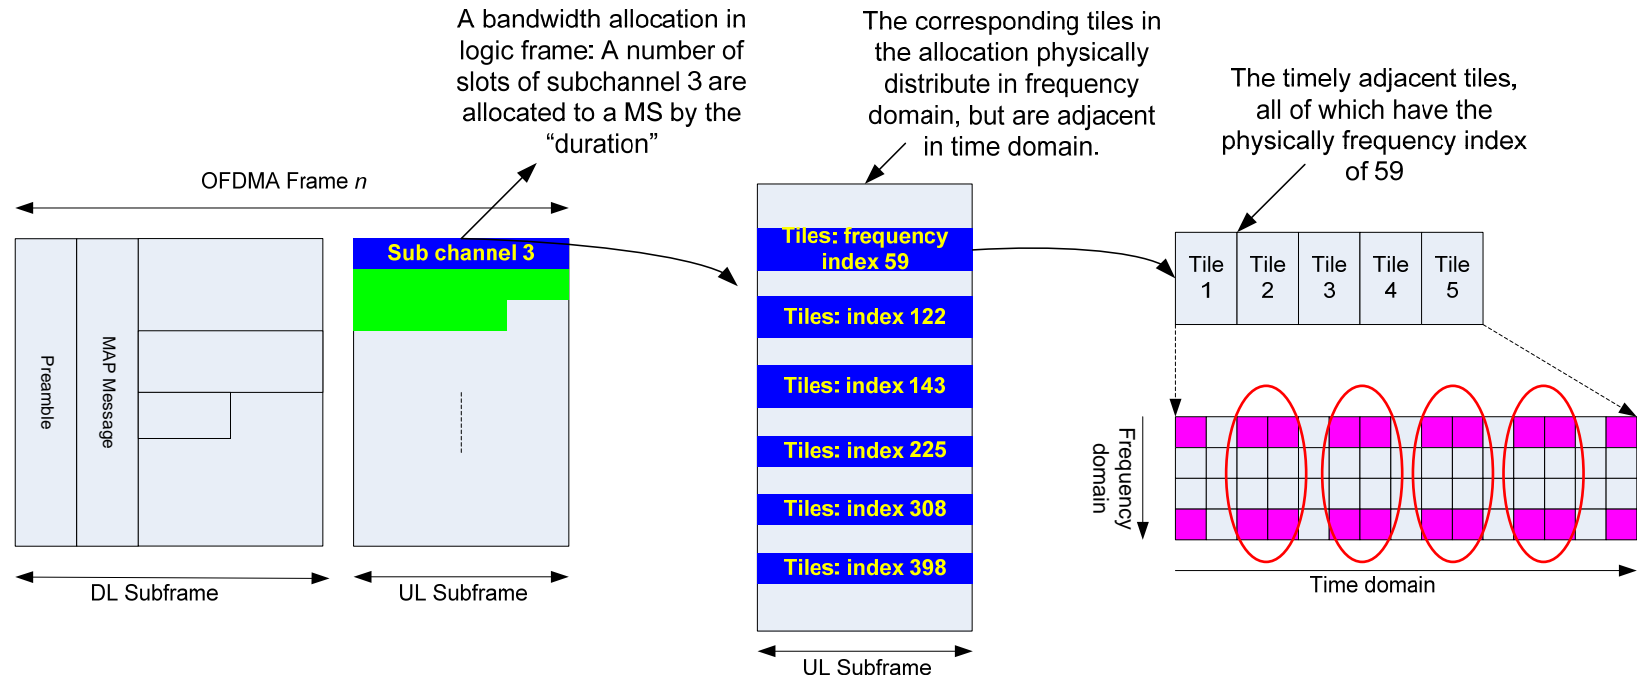 A bandwidth allocation in
logic frame: A number of
slots of subchannel 3 are
allocated to a MS by the
“duration”
The corresponding tiles in
the allocation physically
distribute in frequency
domain, but are adjacent
in time domain.
The timely adjacent tiles,
all of which have the
physically frequency index
of 59
OFDMA Frame n
Preamble
MAP Message
Sub channel 3
DL Subframe
UL Subframe
Tiles: frequency
index 59
Tiles: index 122
Tiles: index 143
Tiles: index 225
Tiles: index 308
Tiles: index 398
UL Subframe
Tile
1
Tile
2
Tile
3
Tile
4
Tile
5
Frequency
domain
Time domain